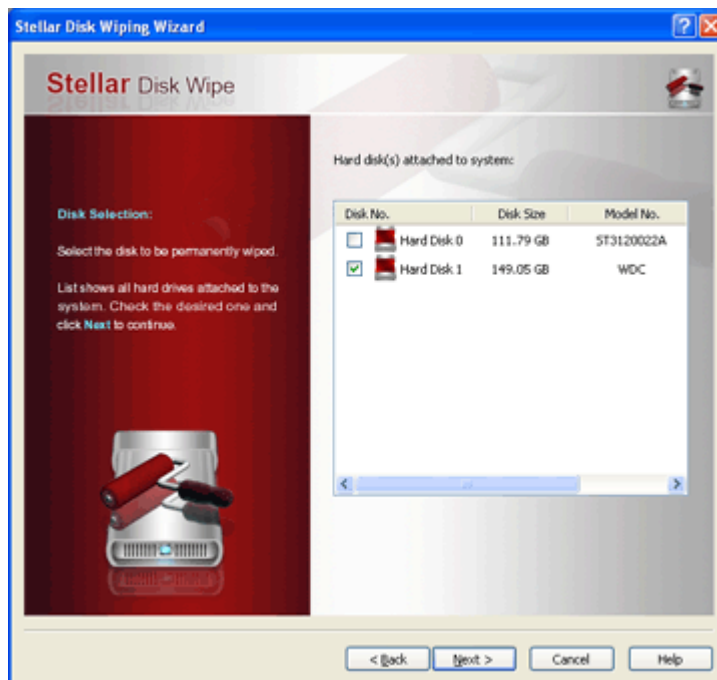 Stellar Disk Wiping Wizard
Stellar Disk Wipe
Hard disk(s) attached to system:
Disk Selection:
Select the disk to be permanently wiped.
List shows all hard drives attached to the
system. Check the desired one and
click Next to continue.
Disk No. Disk Size Model No.
Hard Disk 0 111.79 GB ST3120022A
Hard Disk 1 149.05 GB WDC
< Back Next > Cancel Help